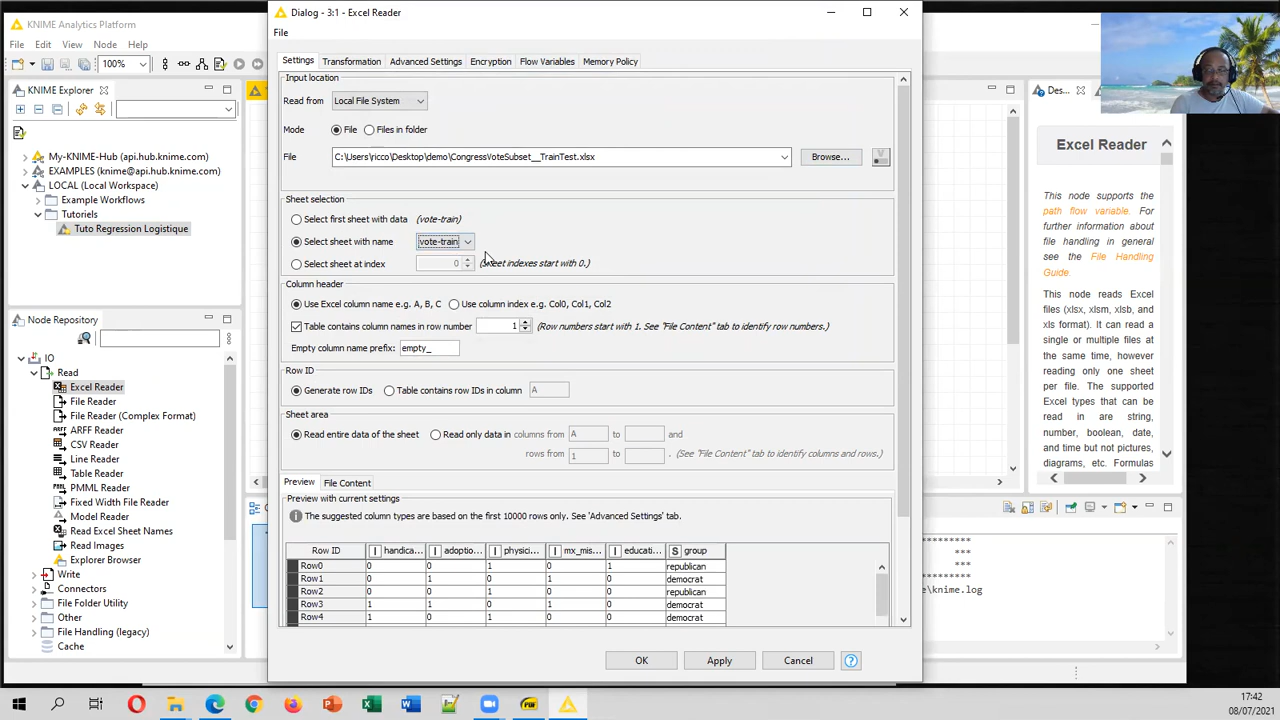 KNIME Analytics Platform
File Edit View Node Help
100%
KNIME Explorer
My-KNIME-Hub (api.hub.knime.com)
EXAMPLES (knime@api.hub.knime.com)
LOCAL (Local Workspace)
Example Workflows
Tutoriels
Tuto Regression Logistique
Node Repository
IO
Read
Excel Reader
File Reader
File Reader (Complex Format)
ARFF Reader
CSV Reader
Line Reader
Table Reader
PMML Reader
Fixed Width File Reader
Model Reader
Read Excel Sheet Names
Read Images
Explorer Browser
Write
Connectors
File Folder Utility
Other
File Handling (legacy)
Cache
Dialog - 3:1 - Excel Reader
File
Settings Transformation Advanced Settings Encryption Flow Variables Memory Policy
Input location
Read from Local File System
Mode File Files in folder
File C:\Users\ricco\Desktop\demo\CongressVoteSubset__TrainTest.xlsx Browse...
Sheet selection
Select first sheet with data (vote-train)
Select sheet with name vote-train
Select sheet at index 0 (Sheet indexes start with 0.)
Column header
Use Excel column name e.g. A, B, C Use column index e.g. Col0, Col1, Col2
Table contains column names in row number 1 (Row numbers start with 1. See "File Content" tab to identify row numbers.)
Empty column name prefix: empty_
Row ID
Generate row IDs Table contains row IDs in column A
Sheet area
Read entire data of the sheet Read only data in columns from A to and
rows from 1 to . (See "File Content" tab to identify columns and rows.)
Preview File Content
Preview with current settings
The suggested column types are based on the first 10000 rows only. See 'Advanced Settings' tab.
Row ID I handica... I adoptio... I physici... I mx_mis... I educati... S group
Row0 0 0 1 0 1 republican
Row1 0 1 0 1 0 democrat
Row2 0 0 1 0 0 republican
Row3 1 1 0 1 0 democrat
Row4 1 0 1 0 0 democrat
OK Apply Cancel
Des...
Excel Reader
This node supports the
path flow variable. For
further information about
file handling in general
see the File Handling
Guide.
This node reads Excel
files (xlsx, xlsm, xlsb, and
xls format). It can read a
single or multiple files
at the same time, however
reading only one sheet
per file. The supported
Excel types that can be
read in are string,
number, boolean, date,
and time but not pictures,
diagrams, etc. Formulas
***********
***
***
***********
e\knime.log
17:42
08/07/2021